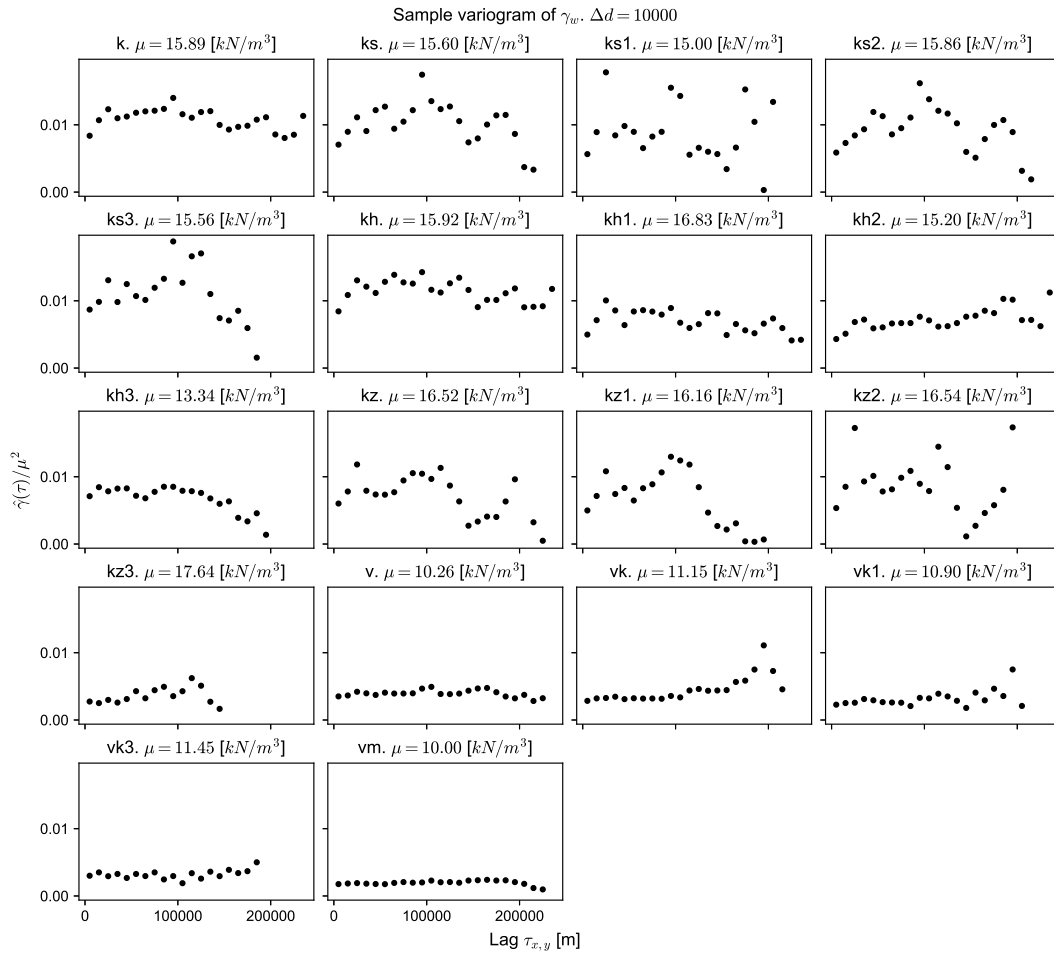 Sample variogram of γ_w. Δd = 10000
k. μ = 15.89 [kN/m³]
ks. μ = 15.60 [kN/m³]
ks1. μ = 15.00 [kN/m³]
ks2. μ = 15.86 [kN/m³]
0.01
0.00
ks3. μ = 15.56 [kN/m³]
kh. μ = 15.92 [kN/m³]
kh1. μ = 16.83 [kN/m³]
kh2. μ = 15.20 [kN/m³]
0.01
0.00
kh3. μ = 13.34 [kN/m³]
kz. μ = 16.52 [kN/m³]
kz1. μ = 16.16 [kN/m³]
kz2. μ = 16.54 [kN/m³]
γ̂(τ)/μ²
0.01
0.00
kz3. μ = 17.64 [kN/m³]
v. μ = 10.26 [kN/m³]
vk. μ = 11.15 [kN/m³]
vk1. μ = 10.90 [kN/m³]
0.01
0.00
vk3. μ = 11.45 [kN/m³]
vm. μ = 10.00 [kN/m³]
0.01
0.00
0 100000 200000
0 100000 200000
Lag τ_{x,y} [m]